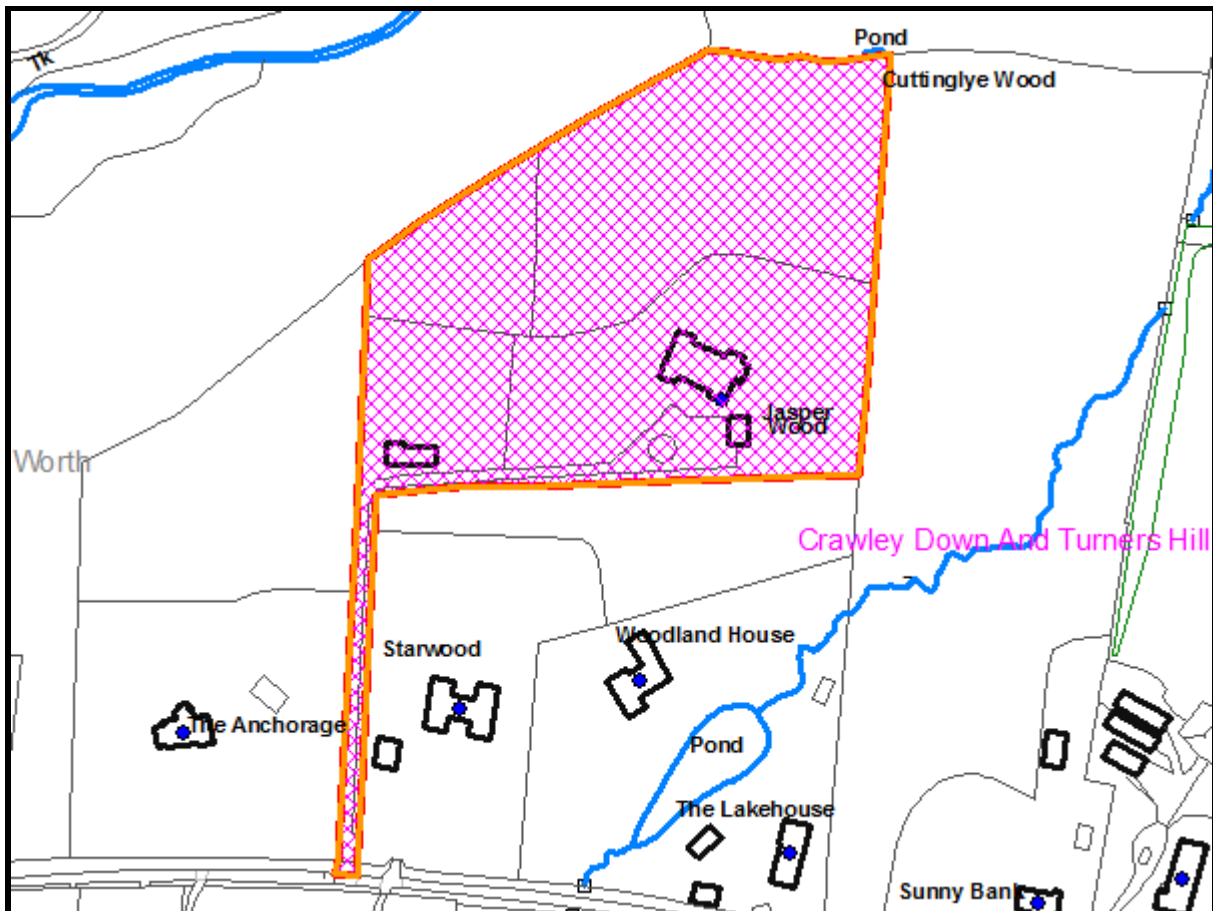 Pond
Tk
Cuttinglye Wood
Jasper
Wood
Worth
Crawley Down And Turners Hill
Woodland House
Starwood
The Anchorage
Pond
The Lakehouse
Sunny Bank